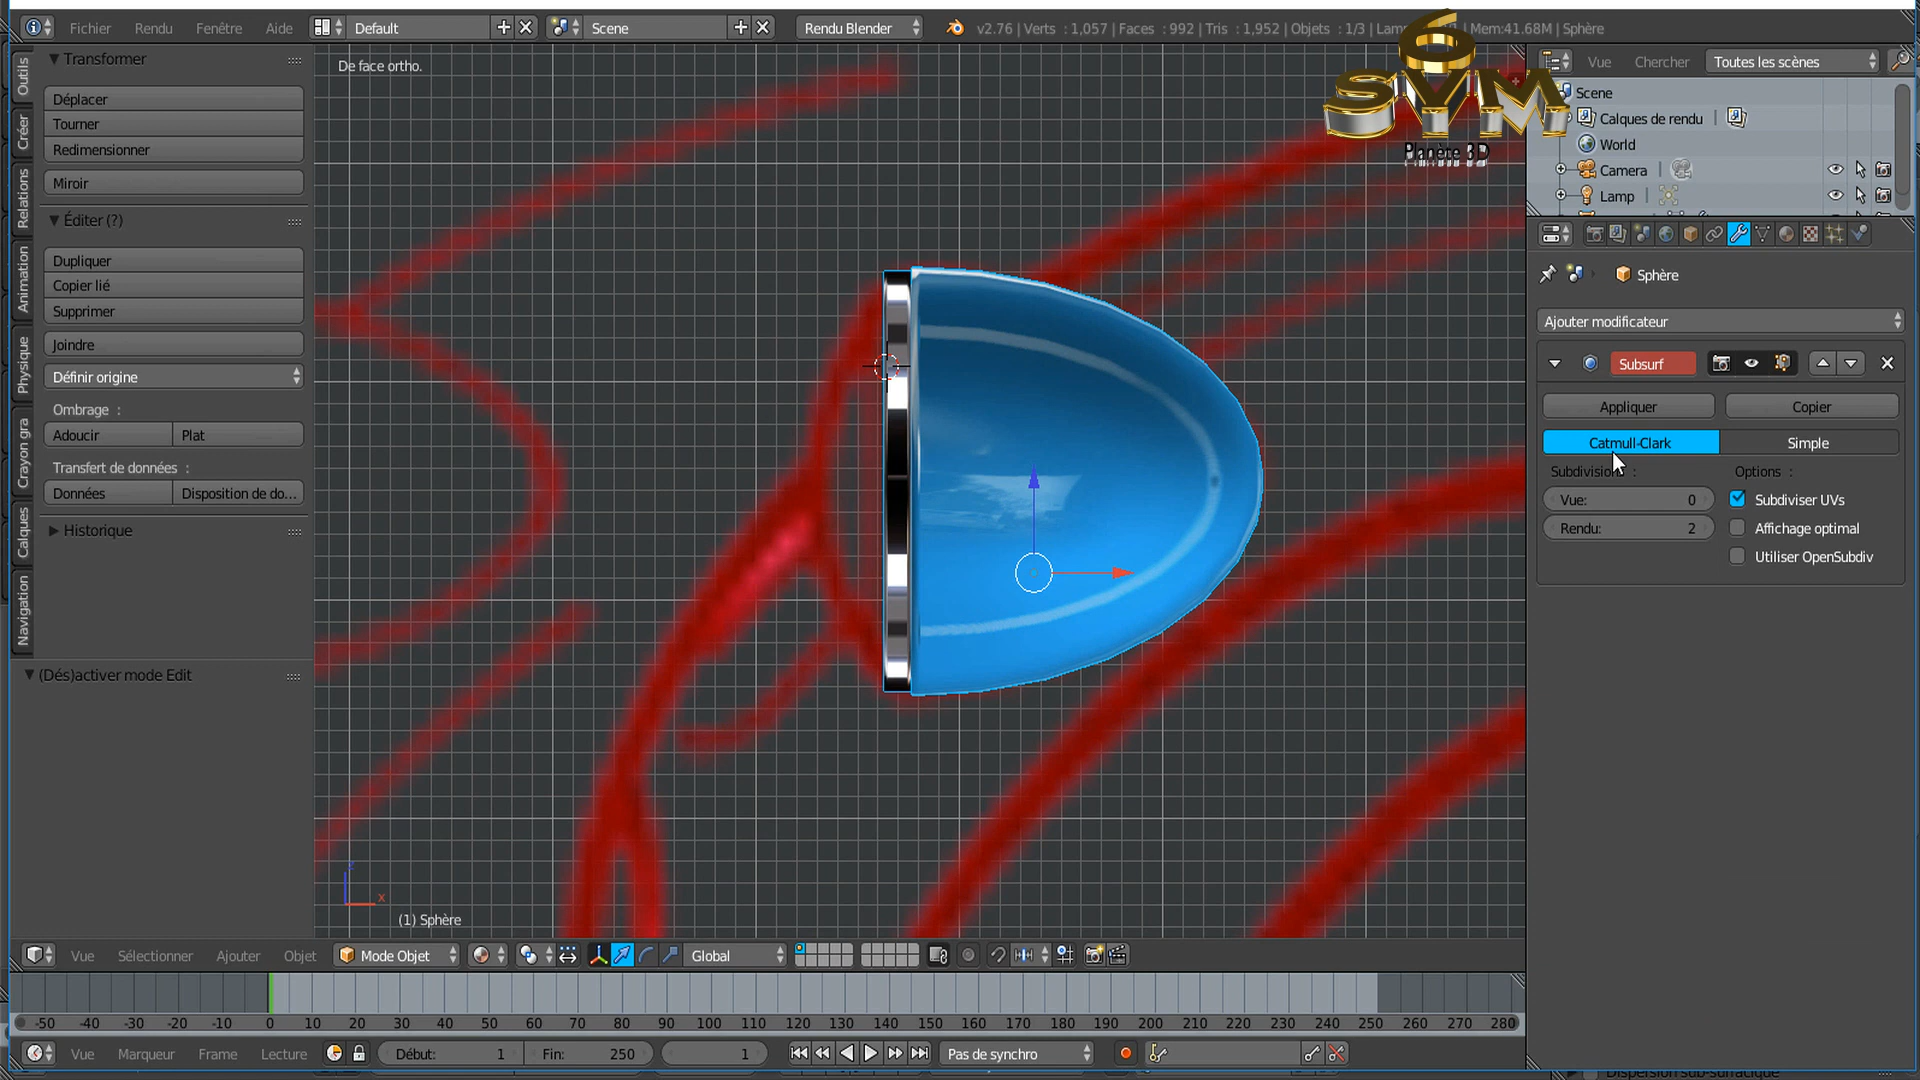 Fichier Rendu Fenêtre Aide Default Scene Rendu Blender v2.76 | Verts : 1,057 | Faces : 992 | Tris : 1,952 | Objets : 1/3 | Lam Mem:41.68M | Sphère
6
SYM
Planète 3D
Outils
Créer
Relations
Animation
Physique
Crayon gra
Calques
Navigation
Transformer
Déplacer
Tourner
Redimensionner
Miroir
Éditer (?)
Dupliquer
Copier lié
Supprimer
Joindre
Définir origine
Ombrage :
Adoucir Plat
Transfert de données :
Données Disposition de do...
Historique
(Dés)activer mode Edit
De face ortho.
z
x
(1) Sphère
Vue Chercher Toutes les scènes
Scene
Calques de rendu
World
Camera
Lamp
Sphère
Ajouter modificateur
Subsurf
Appliquer Copier
Catmull-Clark Simple
Subdivision : Options :
Vue: 0 Subdiviser UVs
Rendu: 2 Affichage optimal
Utiliser OpenSubdiv
Vue Sélectionner Ajouter Objet Mode Objet Global
-50 -40 -30 -20 -10 0 10 20 30 40 50 60 70 80 90 100 110 120 130 140 150 160 170 180 190 200 210 220 230 240 250 260 270 280
Vue Marqueur Frame Lecture Début: 1 Fin: 250 1 Pas de synchro